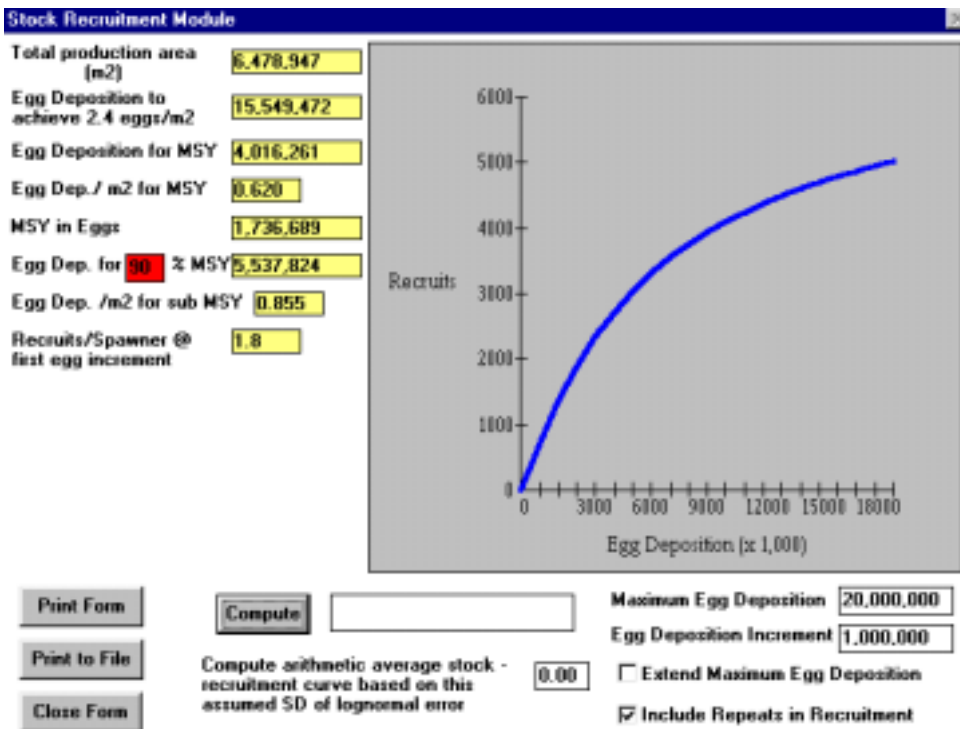 Stock Recruitment Module
Total production area
(m2)
6,478,947
Egg Deposition to
achieve 2.4 eggs/m2
15,549,472
Egg Deposition for MSY
4,016,261
Egg Dep./ m2 for MSY
0.620
MSY in Eggs
1,736,689
Egg Dep. for 90 % MSY
5,537,824
Egg Dep. /m2 for sub MSY
0.855
Recruits/Spawner @
first egg increment
1.8
6000
5000
4000
Recruits
3000
2000
1000
0
0 3000 6000 9000 12000 15000 18000
Egg Deposition (x 1,000)
Print Form
Print to File
Close Form
Compute
Compute arithmetic average stock -
recruitment curve based on this
assumed SD of lognormal error
0.00
Maximum Egg Deposition 20,000,000
Egg Deposition Increment 1,000,000
Extend Maximum Egg Deposition
Include Repeats in Recruitment